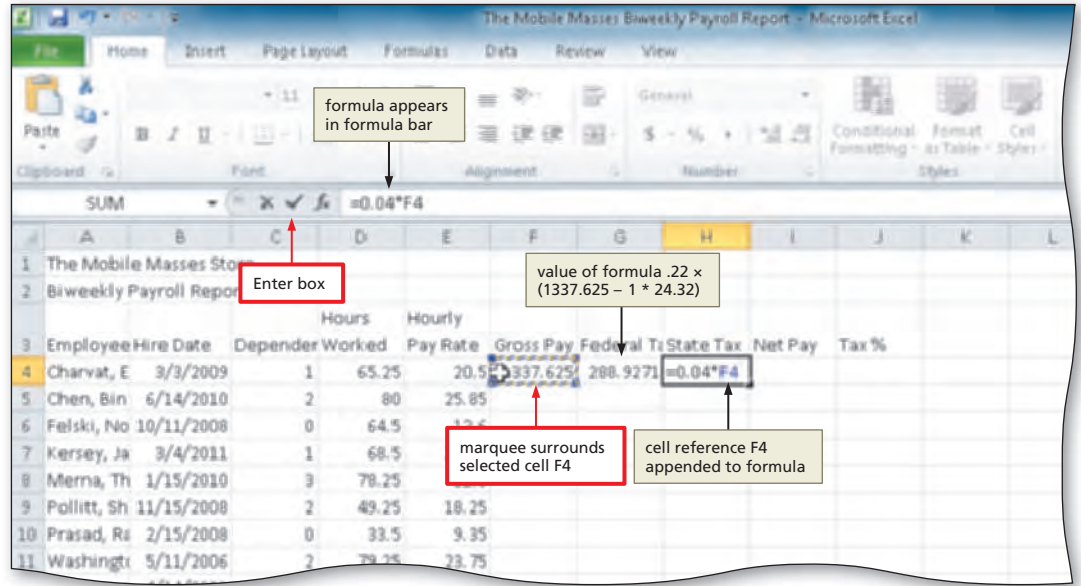 The Mobile Masses Biweekly Payroll Report - Microsoft Excel
File Home Insert Page Layout Formulas Data Review View
11 General
Paste B I U $ % , Conditional Formatting Format as Table Cell Styles
Clipboard Font Alignment Number Styles
formula appears
in formula bar
SUM fx =0.04*F4
A B C D E F G H I J K L
Enter box
value of formula .22 ×
(1337.625 – 1 * 24.32)
1 The Mobile Masses Store
2 Biweekly Payroll Repor
Hours Hourly
3 Employee Hire Date Depender Worked Pay Rate Gross Pay Federal Ta State Tax Net Pay Tax %
4 Charvat, E 3/3/2009 1 65.25 20.5 337.625 288.9271 =0.04*F4
5 Chen, Bin 6/14/2010 2 80 25.85
6 Felski, No 10/11/2008 0 64.5
7 Kersey, Ja 3/4/2011 1 68.5
8 Merna, Th 1/15/2010 3 78.25
9 Pollitt, Sh 11/15/2008 2 49.25 18.25
10 Prasad, Ra 2/15/2008 0 33.5 9.35
11 Washingt 5/11/2006 2 79.25 23.75
marquee surrounds
selected cell F4
cell reference F4
appended to formula